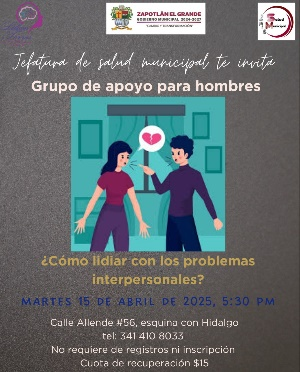 ZAPOTLÁN EL GRANDE
GOBIERNO MUNICIPAL 2024-2027
Salud
Municipal
Jefatura de salud municipal te invita
Grupo de apoyo para hombres
¿Cómo lidiar con los problemas
interpersonales?
MARTES 15 DE ABRIL DE 2025, 5:30 PM
Calle Allende #56, esquina con Hidalgo
tel: 341 410 8033
No requiere de registros ni inscripción
Cuota de recuperación $15